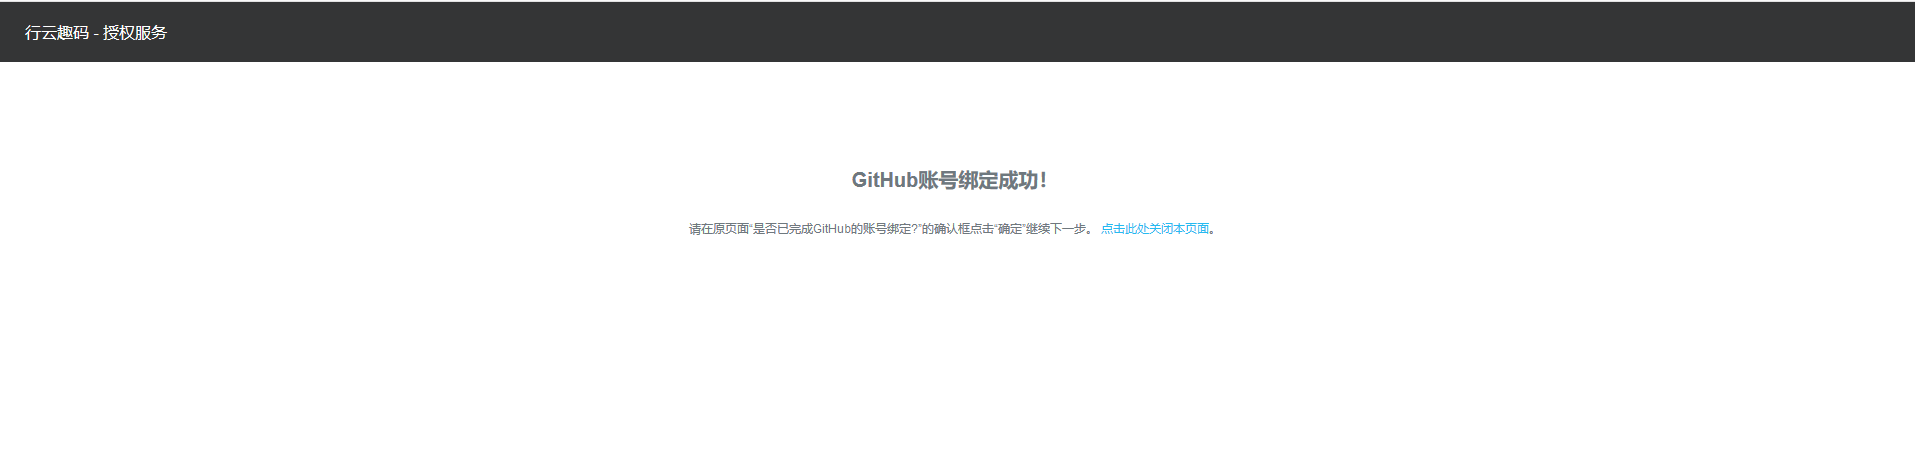 行云趣码 - 授权服务
GitHub账号绑定成功！
请在原页面“是否已完成GitHub的账号绑定?”的确认框点击“确定”继续下一步。 点击此处关闭本页面。